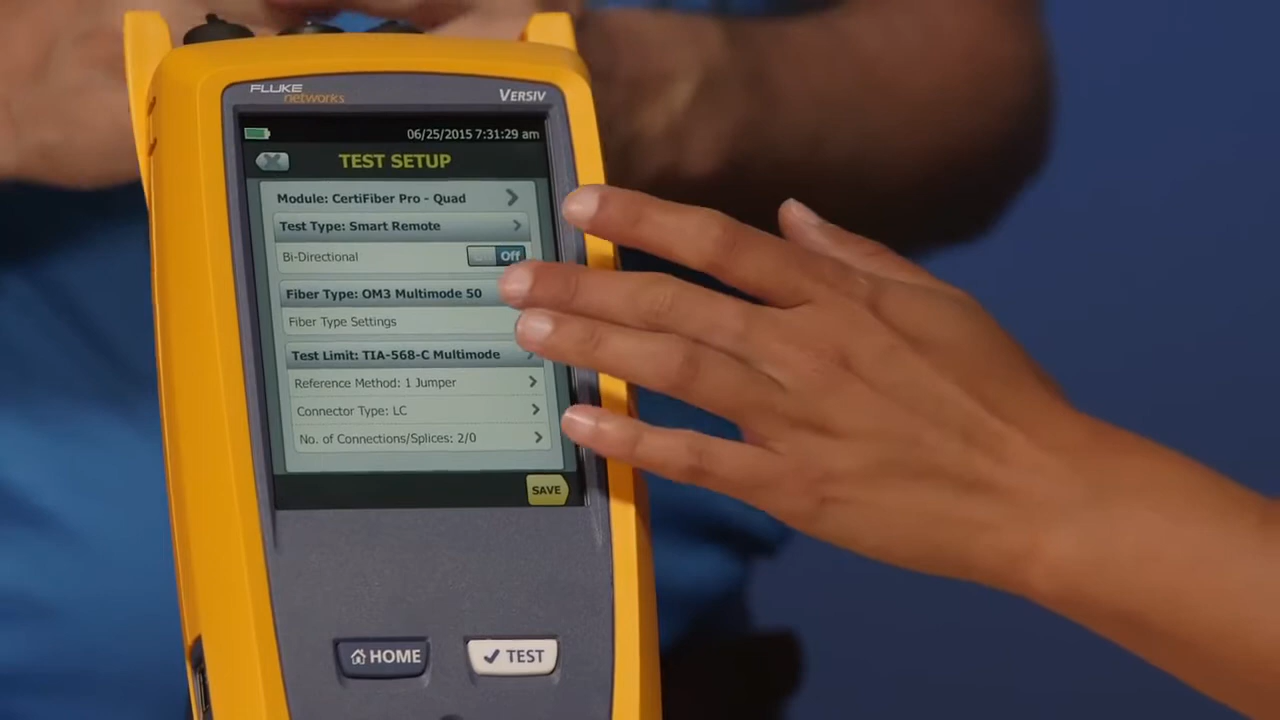 FLUKE
networks
VERSIV
06/25/2015 7:31:29 am
TEST SETUP
Module: CertiFiber Pro - Quad
Test Type: Smart Remote
Bi-Directional
Off
Fiber Type: OM3 Multimode 50
Fiber Type Settings
Test Limit: TIA-568-C Multimode
Reference Method: 1 Jumper
Connector Type: LC
No. of Connections/Splices: 2/0
SAVE
HOME
TEST